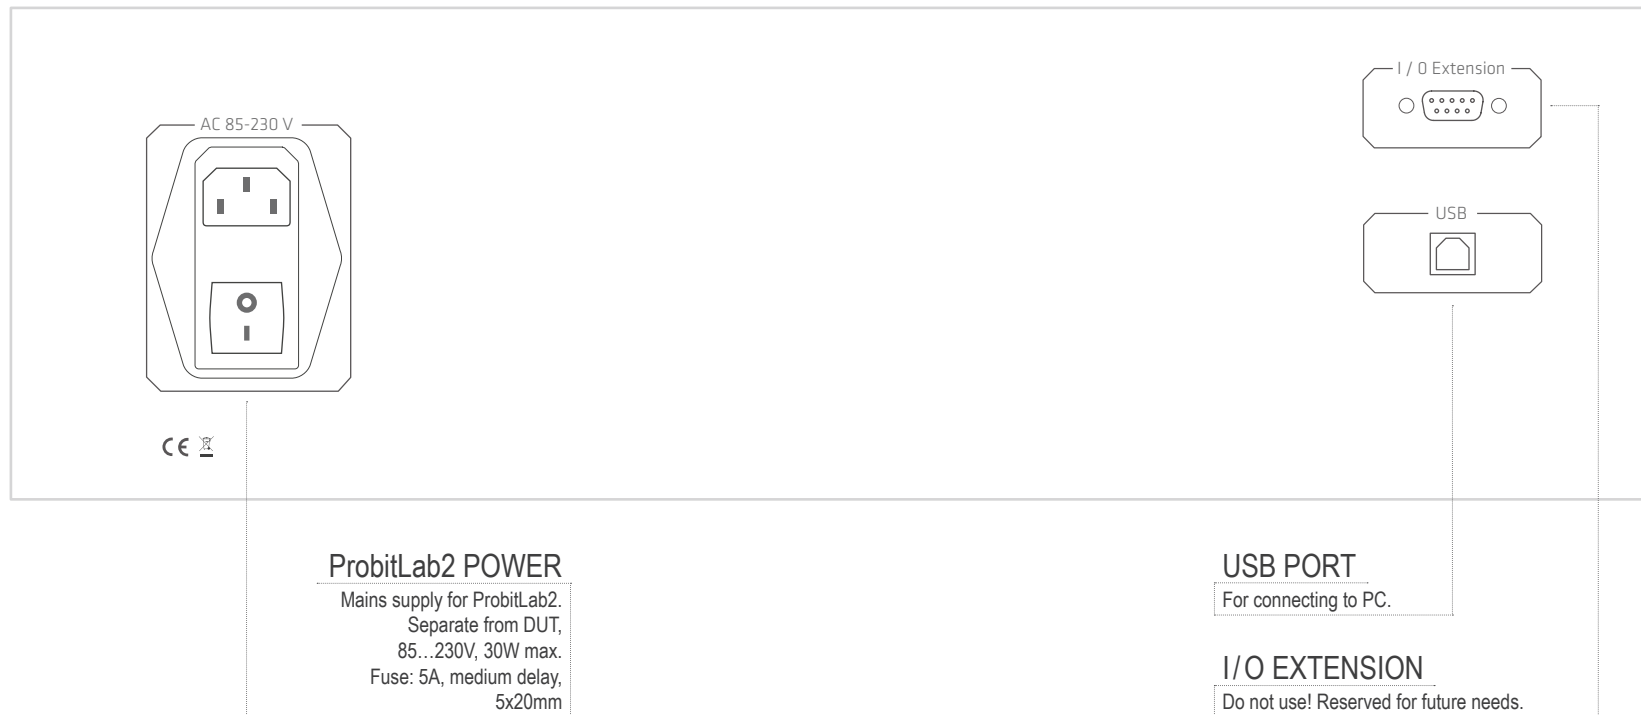 I / O Extension
AC 85-230 V
USB
CE
ProbitLab2 POWER
Mains supply for ProbitLab2.
Separate from DUT,
85…230V, 30W max.
Fuse: 5A, medium delay,
5x20mm
USB PORT
For connecting to PC.
I/O EXTENSION
Do not use! Reserved for future needs.